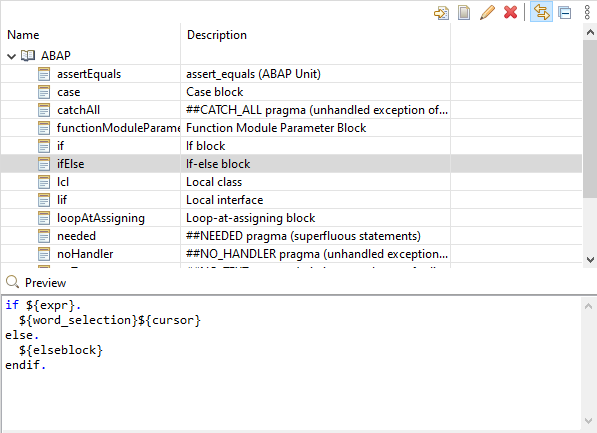 Name Description
ABAP
assertEquals assert_equals (ABAP Unit)
case Case block
catchAll ##CATCH_ALL pragma (unhandled exception of...
functionModuleParame Function Module Parameter Block
if If block
ifElse If-else block
lcl Local class
lif Local interface
loopAtAssigning Loop-at-assigning block
needed ##NEEDED pragma (superfluous statements)
noHandler ##NO_HANDLER pragma (unhandled exception...
Preview
if ${expr}.
${word_selection}${cursor}
else.
${elseblock}
endif.